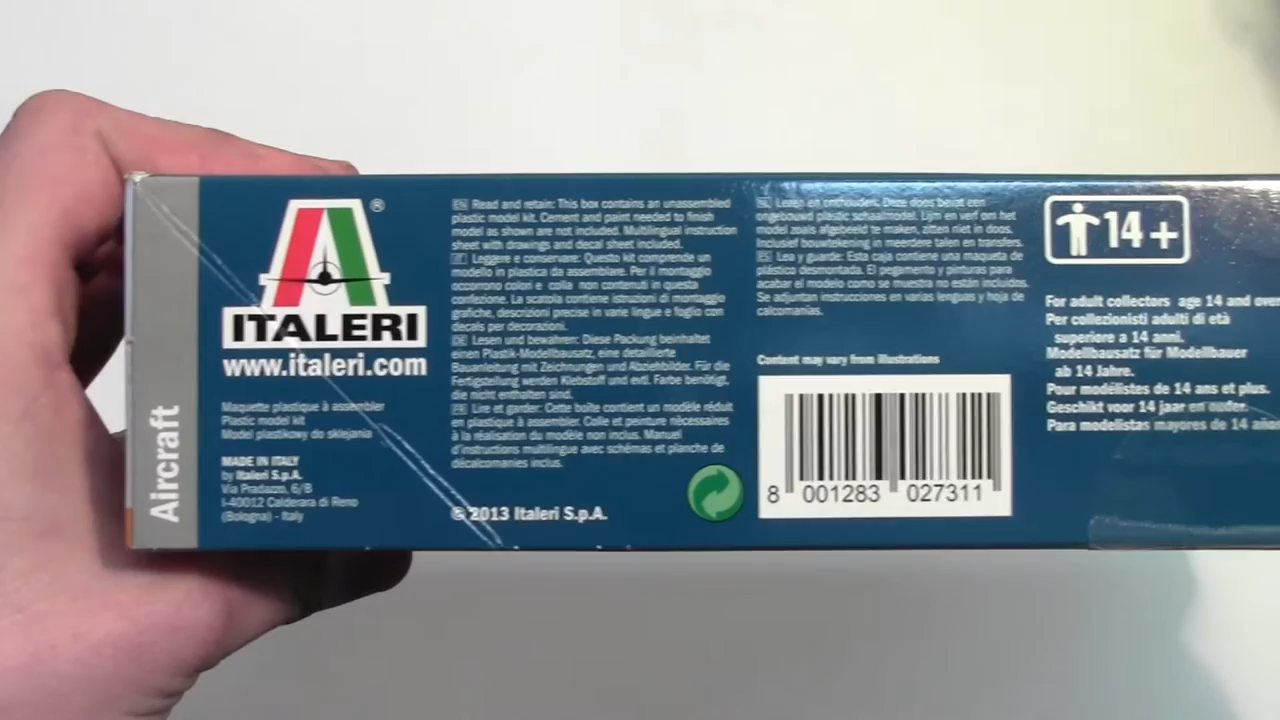 Aircraft
®
ITALERI
www.italeri.com
Maquette plastique à assembler
Plastic model kit
Model plastikowy do sklejania
MADE IN ITALY
by Italeri S.p.A.
Via Pradazzo, 6/B
I-40012 Calderara di Reno
(Bologna) - Italy
EN Read and retain: This box contains an unassembled
plastic model kit. Cement and paint needed to finish
model as shown are not included. Multilingual instruction
sheet with drawings and decal sheet included.
IT Leggere e conservare: Questo kit comprende un
modello in plastica da assemblare. Per il montaggio
occorrono colori e colla non contenuti in questa
confezione. La scatola contiene istruzioni di montaggio
grafiche, descrizioni precise in varie lingue e foglio con
decals per decorazioni.
DE Lesen und bewahren: Diese Packung beinhaltet
einen Plastik-Modellbausatz, eine detailierte
Bauanleitung mit Zeichnungen und Abziehbilder. Für die
Fertigstellung werden Klebstoff und evtl. Farbe benötigt,
die nicht enthalten sind.
FR Lire et garder: Cette boîte contient un modèle réduit
en plastique à assembler. Colle et peinture nécessaires
à la réalisation du modèle non inclus. Manuel
d'instructions multilingue avec schémas et planche de
décalcomanies inclus.
© 2013 Italeri S.p.A.
NL Lezen en onthouden: Deze doos bevat een
ongebouwd plastic schaalmodel. Lijm en verf om het
model zoals afgebeeld te maken, zitten niet in doos.
Inclusief bouwtekening in meerdere talen en transfers.
ES Lea y guarde: Esta caja contiene una maqueta de
plástico desmontada. El pegamento y pinturas para
acabar el modelo como se muestra no están incluidos.
Se adjuntan instrucciones en varias lenguas y hoja de
calcomanias.
Content may vary from illustrations
8 001283 027311
14+
For adult collectors age 14 and over
Per collezionisti adulti di età
superiore a 14 anni.
Modellbausatz für Modellbauer
ab 14 Jahre.
Pour modélistes de 14 ans et plus.
Geschikt voor 14 jaar en ouder.
Para modelistas mayores de 14 años